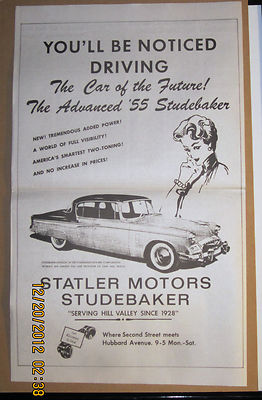 YOU'LL BE NOTICED
DRIVING
The Car of the Future!
The Advanced '55 Studebaker
NEW! TREMENDOUS ADDED POWER!
A WORLD OF FULL VISIBILITY!
AMERICA'S SMARTEST TWO-TONING!
AND NO INCREASE IN PRICES!
STATLER MOTORS
STUDEBAKER
"SERVING HILL VALLEY SINCE 1928"
Where Second Street meets
Hubbard Avenue. 9-5 Mon.-Sat.
12/20/2012 02:38